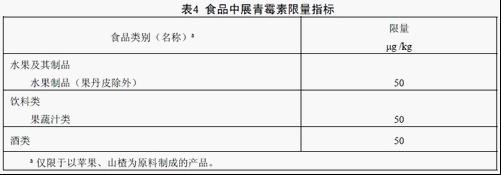 表4 食品中展青霉素限量指标
食品类别（名称）a
限量
μg /kg
水果及其制品
水果制品（果丹皮除外） 50
饮料类
果蔬汁类 50
酒类 50
a 仅限于以苹果、山楂为原料制成的产品。